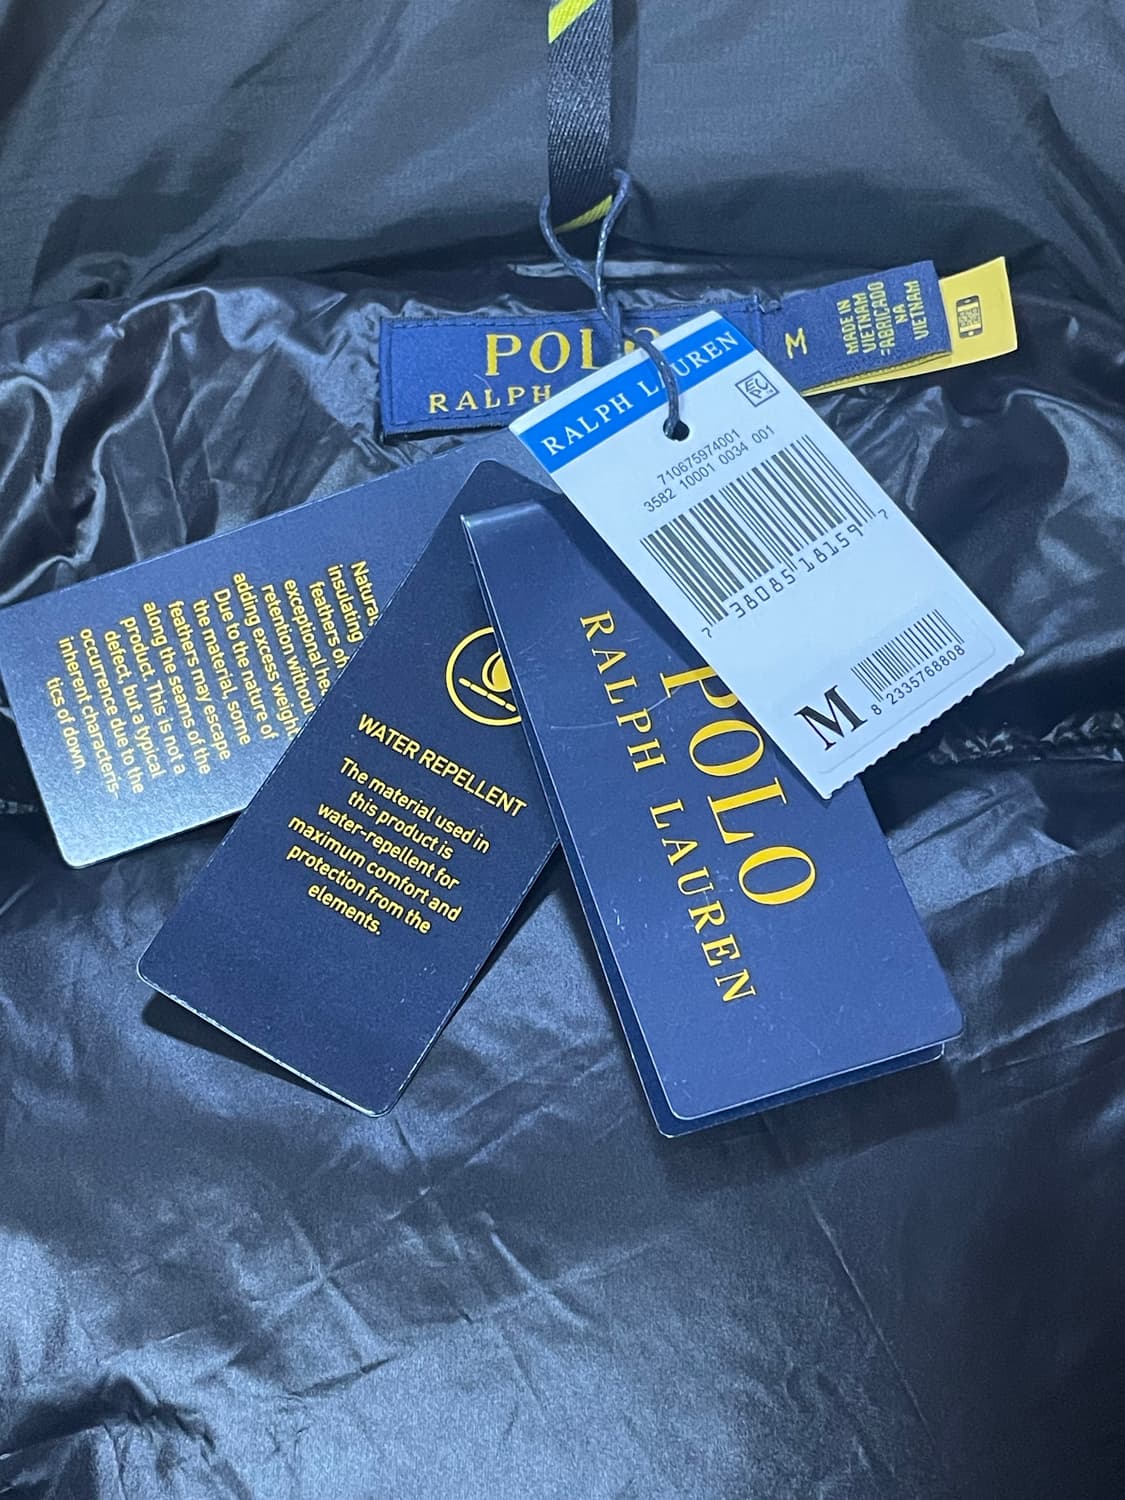 POLO
RALPH
M
MADE IN
VIETNAM
FABRICADO
NA
VIETNAM
RALPH LAUREN
710675974001
3582 10001 0034 001
7 38085 18159 7
M
8 2335768808
Natural
insulating
feathers
exceptional
retention without
adding excess weight
Due to the nature of
the material, some
feathers may escape
along the seams of the
product. This is not a
defect, but a typical
occurrence due to the
inherent characteris-
tics of down.
WATER REPELLENT
The material used in
this product is
water-repellent for
maximum comfort and
protection from the
elements.
POLO
RALPH LAUREN